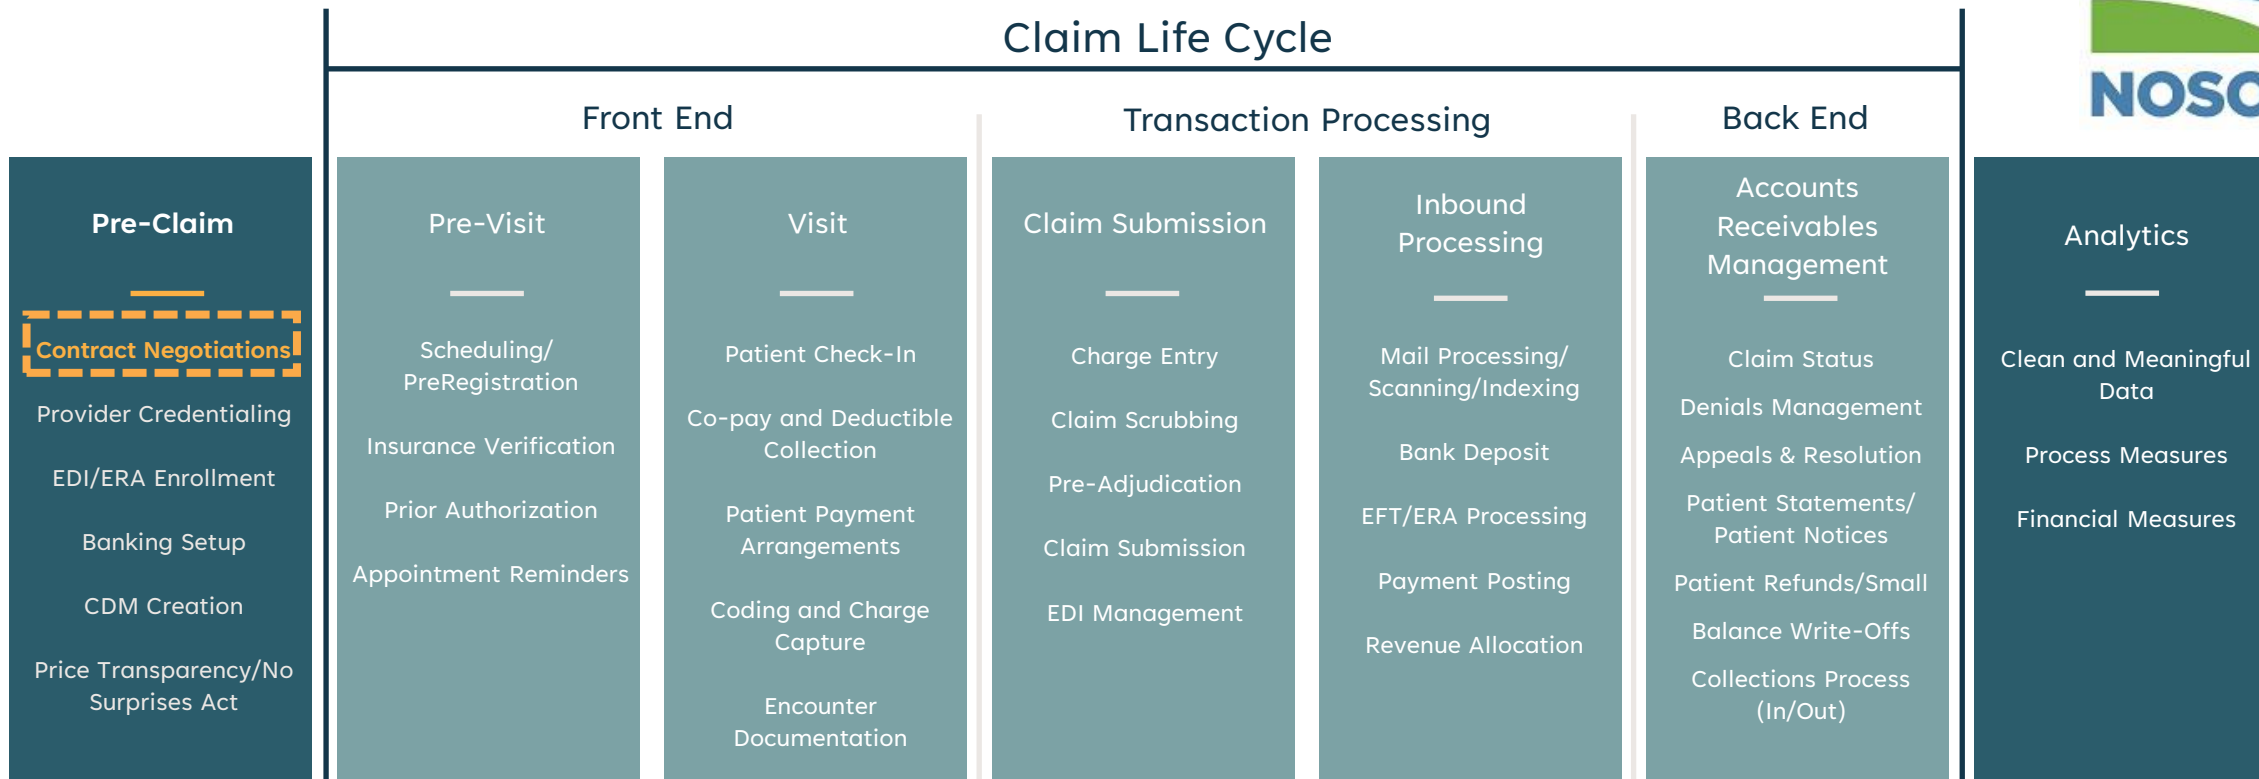 Claim Life Cycle
Front End
Transaction Processing
Back End
Pre-Claim
Contract Negotiations
Provider Credentialing
EDI/ERA Enrollment
Banking Setup
CDM Creation
Price Transparency/No
Surprises Act
Pre-Visit
Scheduling/
PreRegistration
Insurance Verification
Prior Authorization
Appointment Reminders
Visit
Patient Check-In
Co-pay and Deductible
Collection
Patient Payment
Arrangements
Coding and Charge
Capture
Encounter
Documentation
Claim Submission
Charge Entry
Claim Scrubbing
Pre-Adjudication
Claim Submission
EDI Management
Inbound
Processing
Mail Processing/
Scanning/Indexing
Bank Deposit
EFT/ERA Processing
Payment Posting
Revenue Allocation
Accounts
Receivables
Management
Claim Status
Denials Management
Appeals & Resolution
Patient Statements/
Patient Notices
Patient Refunds/Small
Balance Write-Offs
Collections Process
(In/Out)
Analytics
Clean and Meaningful
Data
Process Measures
Financial Measures